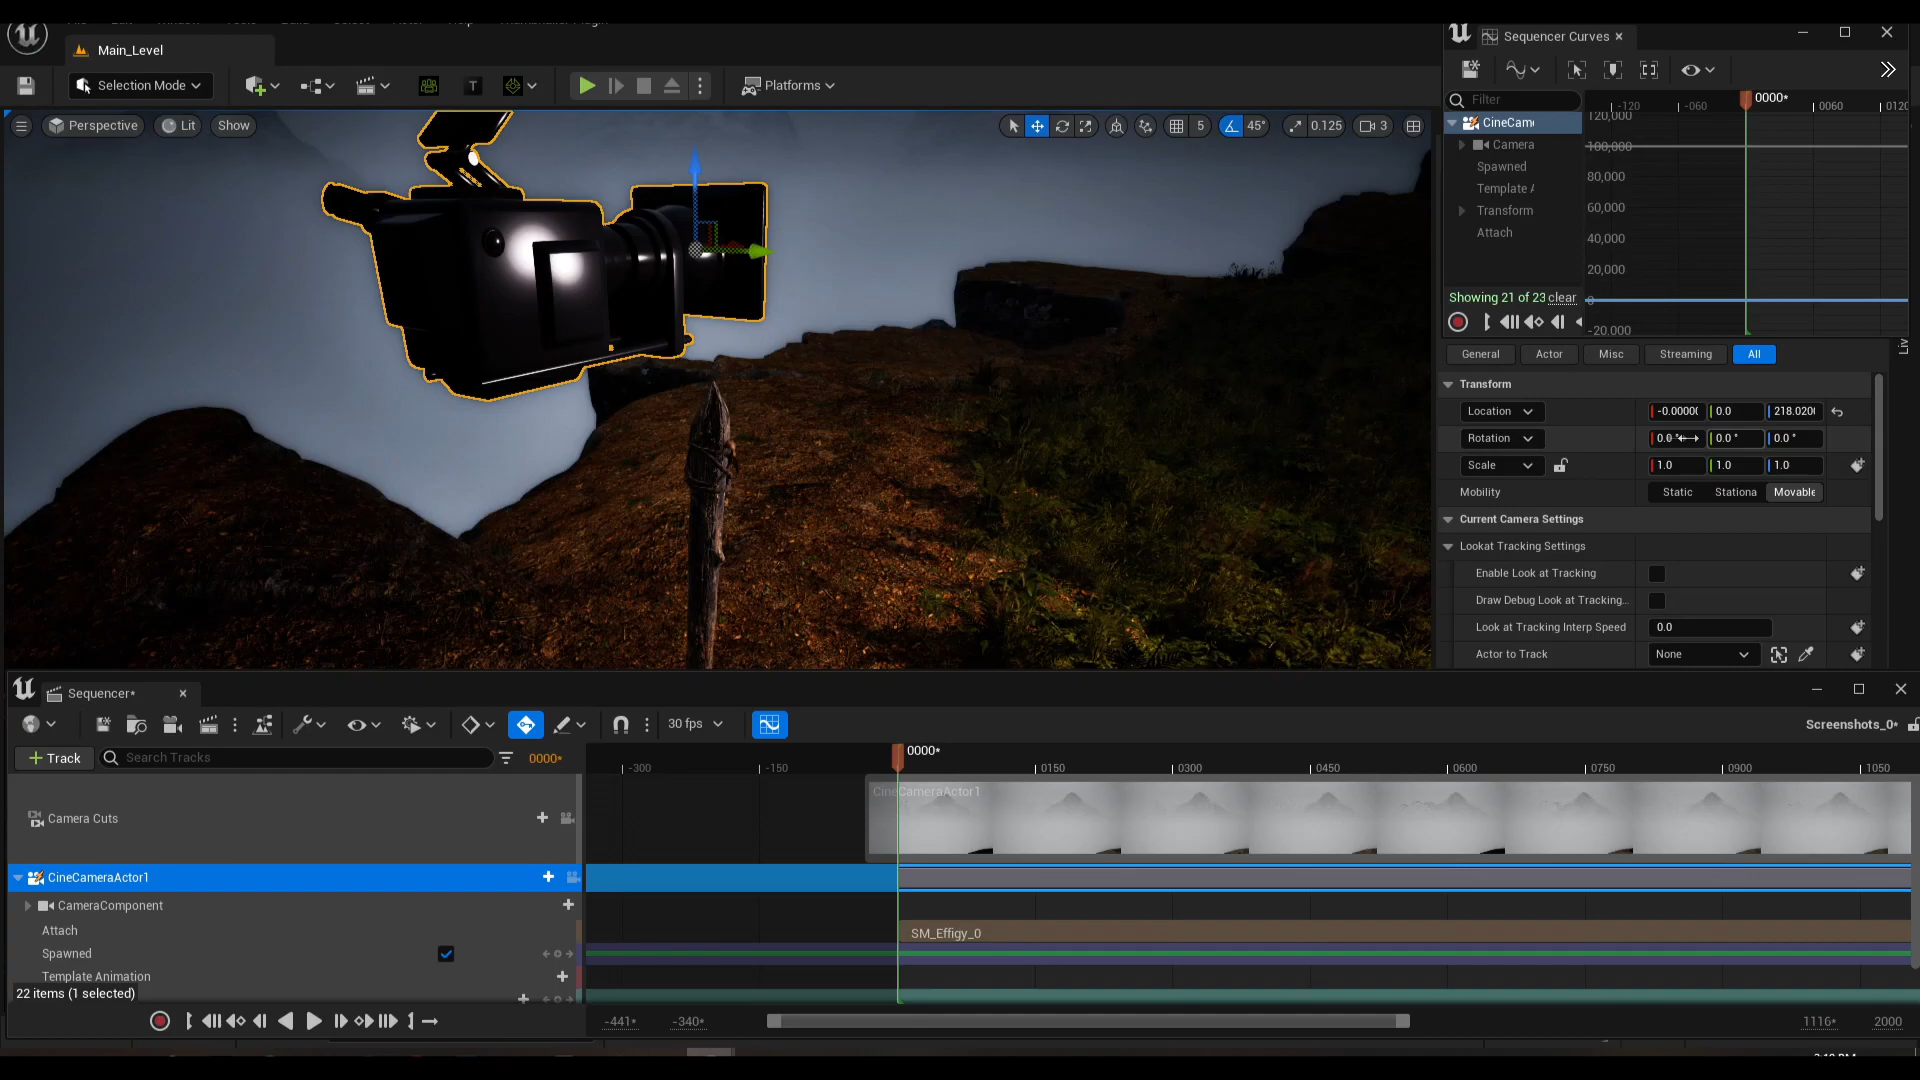 Main_Level
Selection Mode
Platforms
Perspective
Lit
Show
5
45°
0.125
3
Sequencer Curves
Filter
-120
-060
0000*
0060
0120
CineCam
Camera
Spawned
Template A
Transform
Attach
120,000
100,000
80,000
60,000
40,000
20,000
0
-20,000
Showing 21 of 23 clear
General
Actor
Misc
Streaming
All
Transform
Location
-0.0000(
0.0
218.020(
Rotation
0.0 °
0.0 °
0.0 °
Scale
1.0
1.0
1.0
Mobility
Static
Stationa
Movable
Current Camera Settings
Lookat Tracking Settings
Enable Look at Tracking
Draw Debug Look at Tracking...
Look at Tracking Interp Speed
0.0
Actor to Track
None
Liv
Sequencer*
30 fps
Screenshots_0*
Track
Search Tracks
0000*
0000*
-300
-150
0150
0300
0450
0600
0750
0900
1050
CineCameraActor1
Camera Cuts
CineCameraActor1
CameraComponent
Attach
SM_Effigy_0
Spawned
Template Animation
22 items (1 selected)
-441*
-340*
1116*
2000